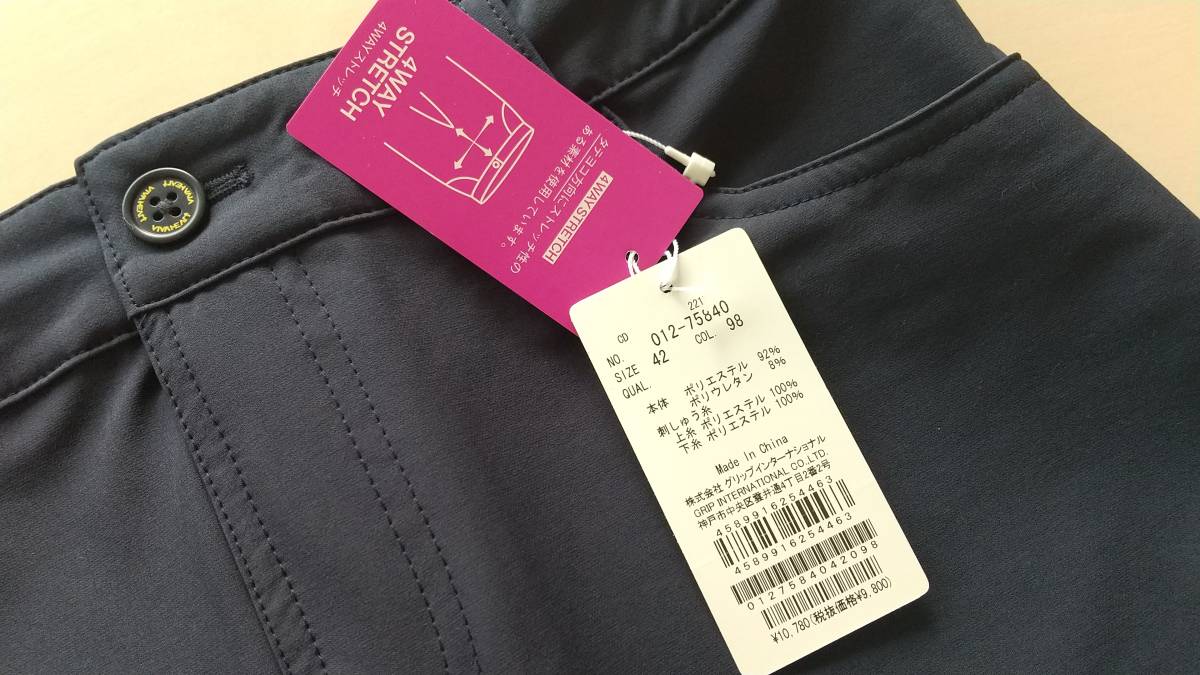 4WAY
STRETCH
4WAYストレッチ
4WAY STRETCH
タテヨコ方向にストレッチ性の
ある素材を使用しています。
VIVAHEART VIVAHEART VIVAHEART
221
CD
NO. 012-75840
SIZE 42 COL. 98
QUAL.
本体 ポリエステル 92%
ポリウレタン 8%
刺しゅう糸
上糸 ポリエステル 100%
下糸 ポリエステル 100%
Made In China
株式会社グリップインターナショナル
GRIP INTERNATIONAL CO.,LTD.
神戸市中央区雲井通4丁目2番2号
4589916254463
4589916254463
0127584042098
¥10,780(税抜価格¥9,800)